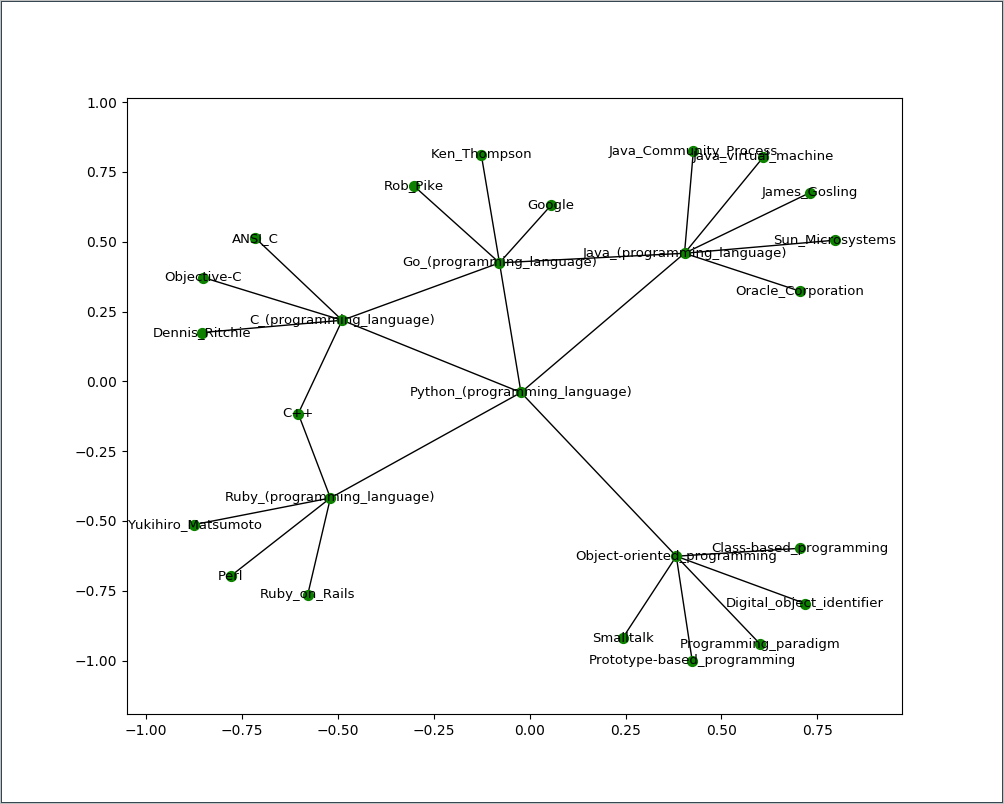 1.00
0.75
0.50
0.25
0.00
−0.25
−0.50
−0.75
−1.00
Ken_Thompson
Java_Community_Process
Java_virtual_machine
Rob_Pike
James_Gosling
Google
ANSI_C
Sun_Microsystems
Java_(programming_language)
Go_(programming_language)
Objective-C
Oracle_Corporation
C_(programming_language)
Dennis_Ritchie
Python_(programming_language)
C++
Ruby_(programming_language)
Yukihiro_Matsumoto
Class-based_programming
Object-oriented_programming
Perl
Ruby_on_Rails
Digital_object_identifier
Smalltalk
Programming_paradigm
Prototype-based_programming
−1.00 −0.75 −0.50 −0.25 0.00 0.25 0.50 0.75